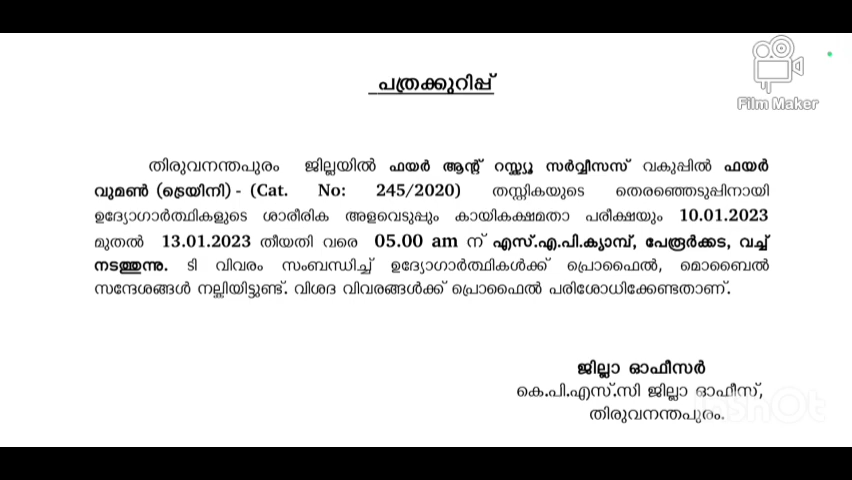 പത്രക്കുറിപ്പ്
Film Maker
തിരുവനന്തപുരം ജില്ലയിൽ ഫയർ ആന്റ് റസ്ക്യൂ സർവ്വീസസ് വകുപ്പിൽ ഫയർ
വുമൺ (ട്രെയിനി) - (Cat. No: 245/2020) തസ്തികയുടെ തെരഞ്ഞെടുപ്പിനായി
ഉദ്യോഗാർത്ഥികളുടെ ശാരീരിക അളവെടുപ്പും കായികക്ഷമതാ പരീക്ഷയും 10.01.2023
മുതൽ 13.01.2023 തീയതി വരെ 05.00 am ന് എസ്.എ.പി.ക്യാമ്പ്, പേരൂർക്കട, വച്ച്
നടത്തുന്നു. ടി വിവരം സംബന്ധിച്ച് ഉദ്യോഗാർത്ഥികൾക്ക് പ്രൊഫൈൽ, മൊബൈൽ
സന്ദേശങ്ങൾ നല്കിയിട്ടുണ്ട്. വിശദ വിവരങ്ങൾക്ക് പ്രൊഫൈൽ പരിശോധിക്കേണ്ടതാണ്.
ജില്ലാ ഓഫീസർ
കെ.പി.എസ്.സി ജില്ലാ ഓഫീസ്,
തിരുവനന്തപുരം.
InShOt